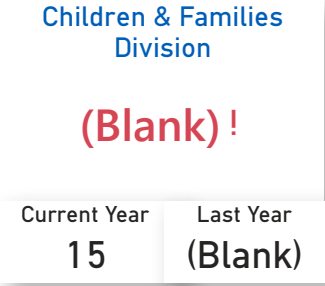 Children & Families
Division
(Blank) !
Current Year
15
Last Year
(Blank)